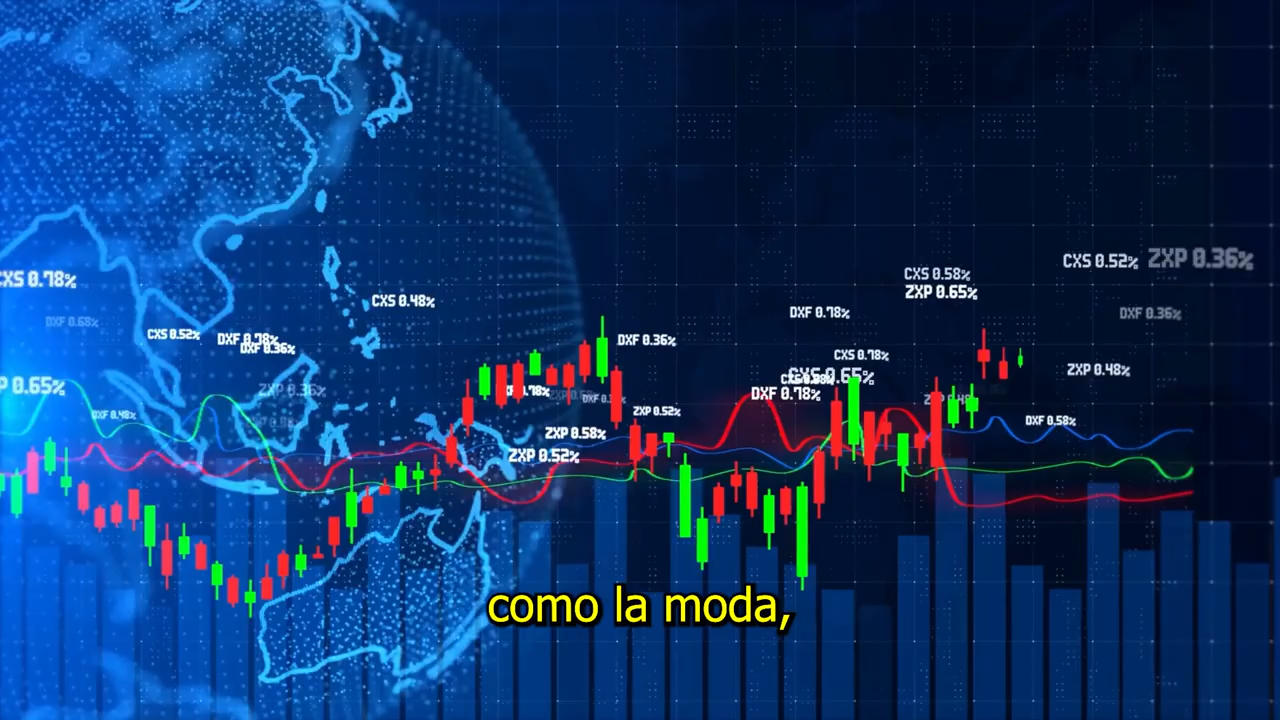 ZXP 0.36%
CXS 0.52%
CXS 0.58%
CXS 0.78%
ZXP 0.65%
CXS 0.48%
DXF 0.78%
DXF 0.36%
DXF 0.68%
CXS 0.52%
DXF 0.78%
DXF 0.36%
DXF 0.36%
CXS 0.78%
ZXP 0.48%
P 0.65%
ZXP 0.36%
DXF 0.78%
DXF 0.48%
ZXP 0.52%
DXF 0.58%
ZXP 0.58%
ZXP 0.52%
como la moda,